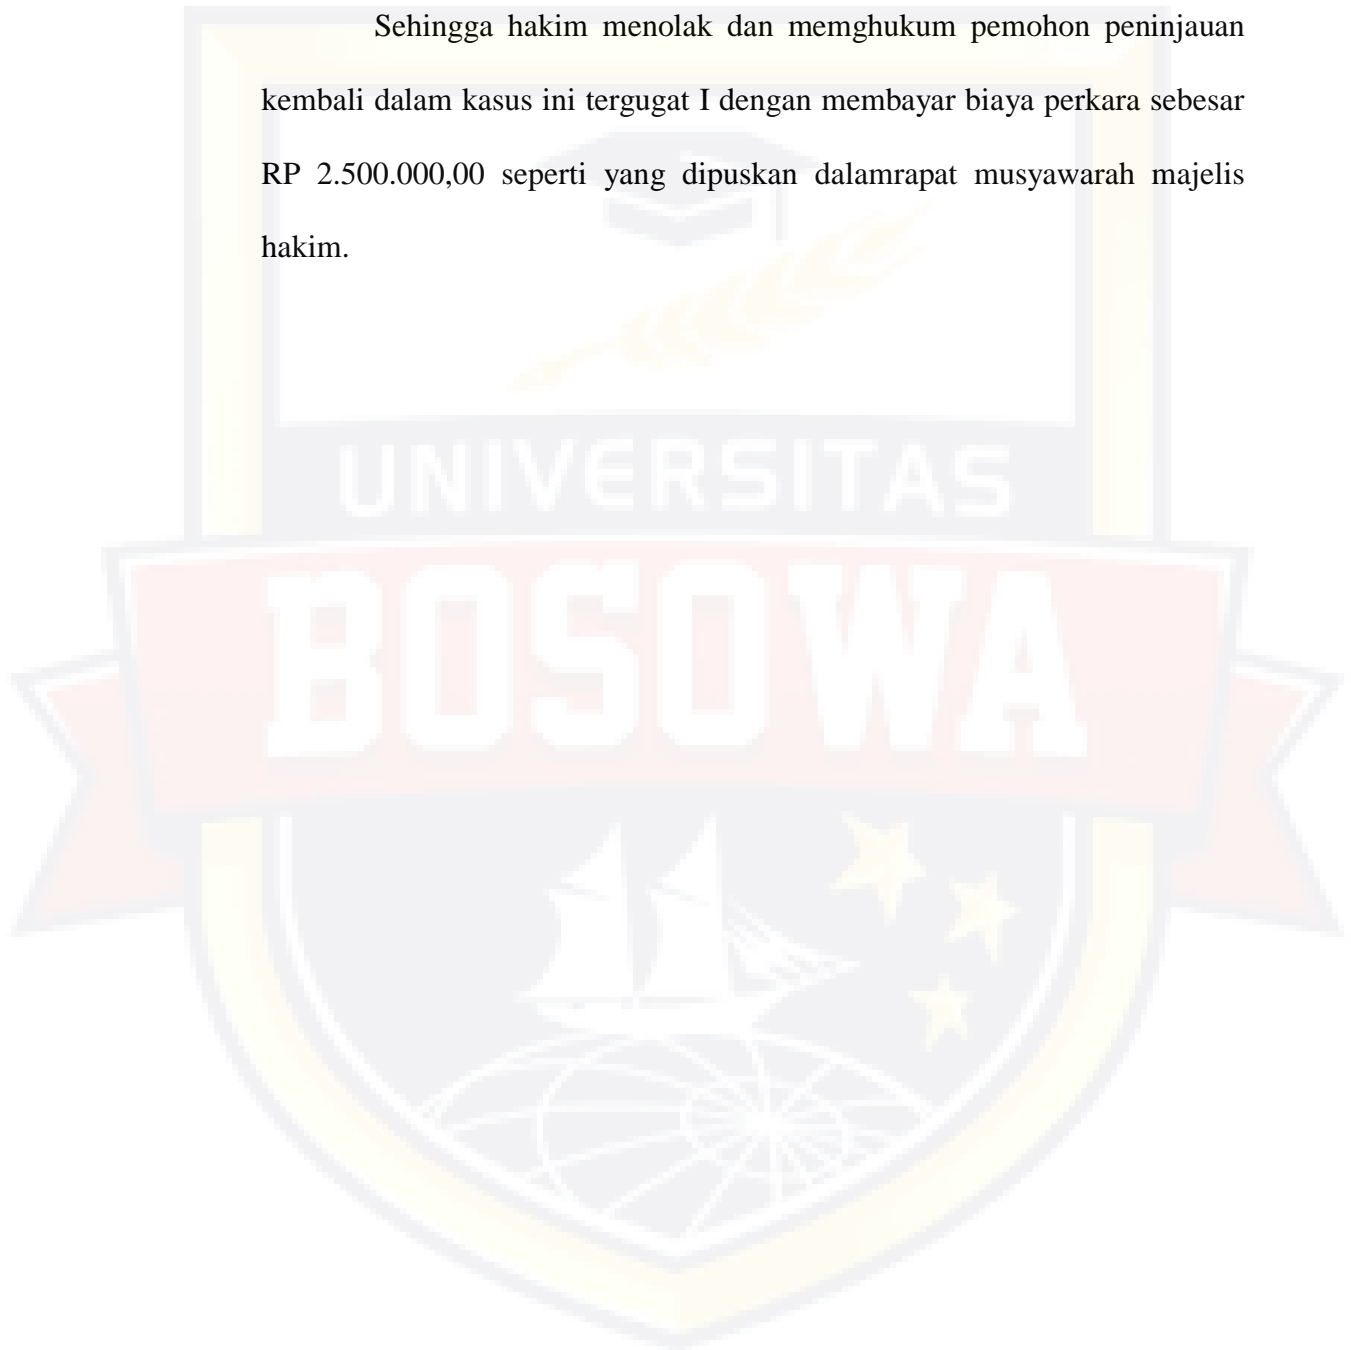 Sehingga hakim menolak dan memghukum pemohon peninjauan
kembali dalam kasus ini tergugat I dengan membayar biaya perkara sebesar
RP 2.500.000,00 seperti yang dipuskan dalamrapat musyawarah majelis
hakim.
UNIVERSITAS
BOSOWA